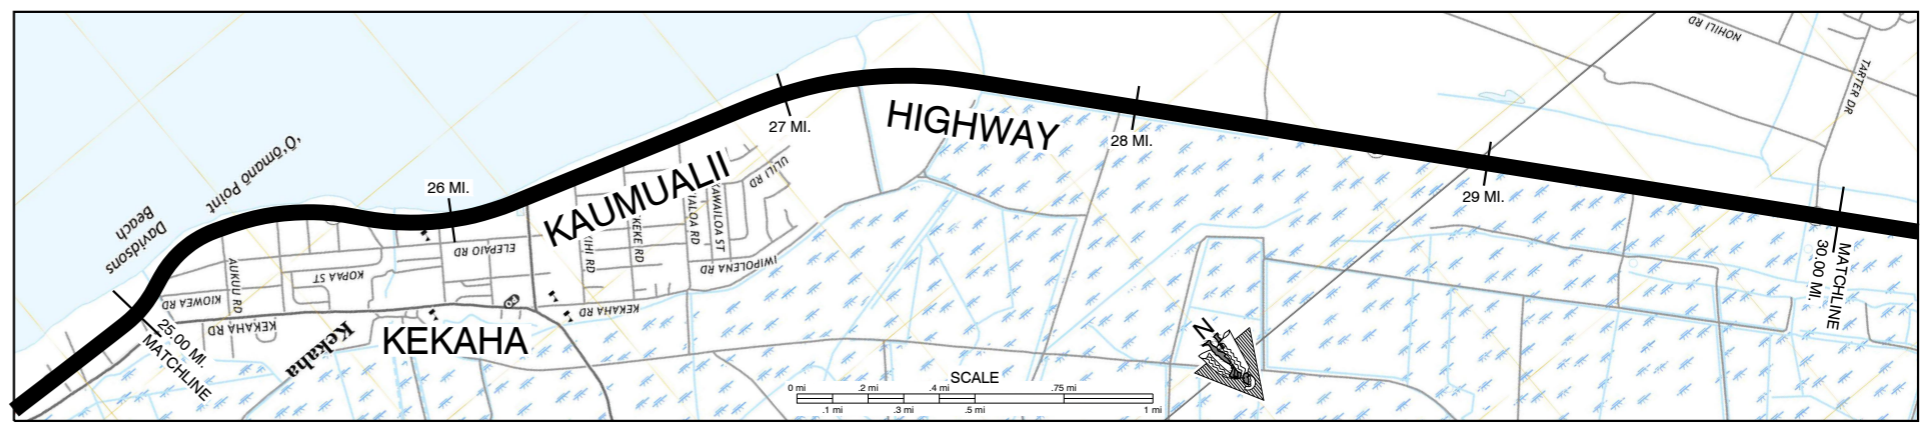 NOHILI RD
TARTER DR
27 MI.
HIGHWAY
28 MI.
29 MI.
'Ō'ōmanō Point
Davidsons
Beach
26 MI.
KAUMUALII
ULILI RD
ELEPAIO RD
KEKE RD
IALOA RD
AWAILOA ST
IHI RD
IWIPOLENA RD
AUKUU RD
KOPAA ST
KIOWEA RD
KEKAHA RD
KEKAHA RD
Kekaha
KEKAHA
25.00 MI.
MATCHLINE
MATCHLINE
30.00 MI.
N
SCALE
0 mi .2 mi .4 mi .75 mi
.1 mi .3 mi .5 mi 1 mi